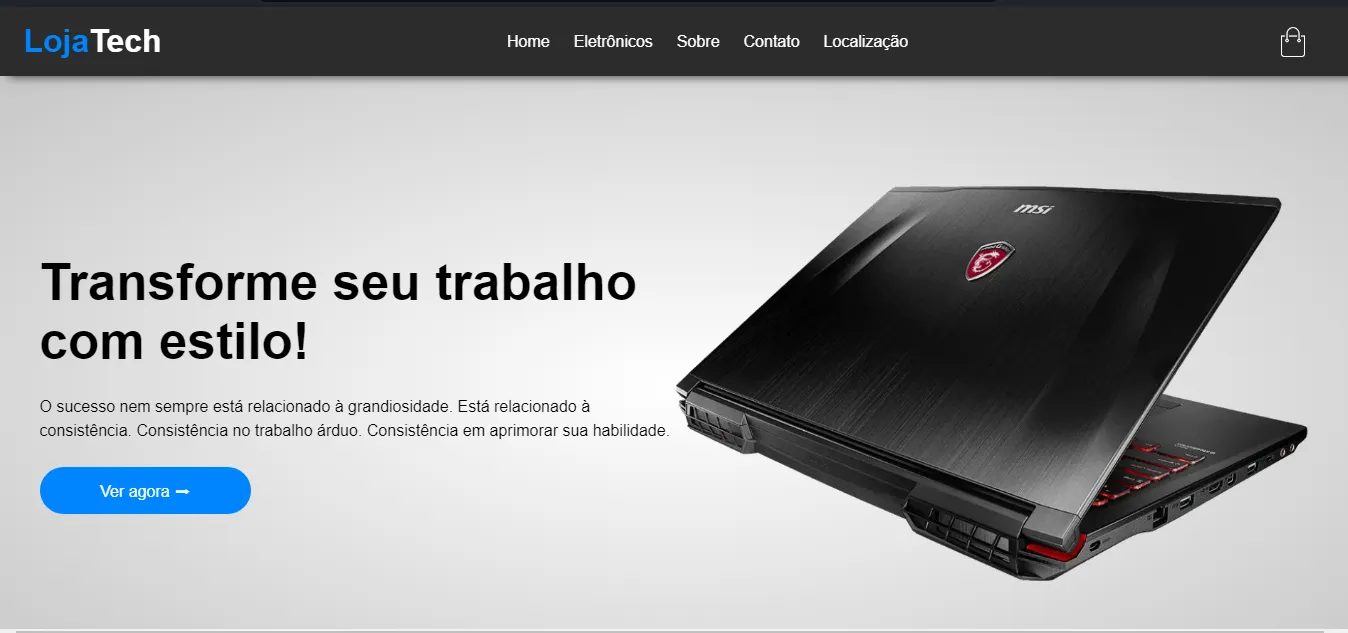 LojaTech
Home Eletrônicos Sobre Contato Localização
msi
Transforme seu trabalho
com estilo!
O sucesso nem sempre está relacionado à grandiosidade. Está relacionado à
consistência. Consistência no trabalho árduo. Consistência em aprimorar sua habilidade.
Ver agora ➞